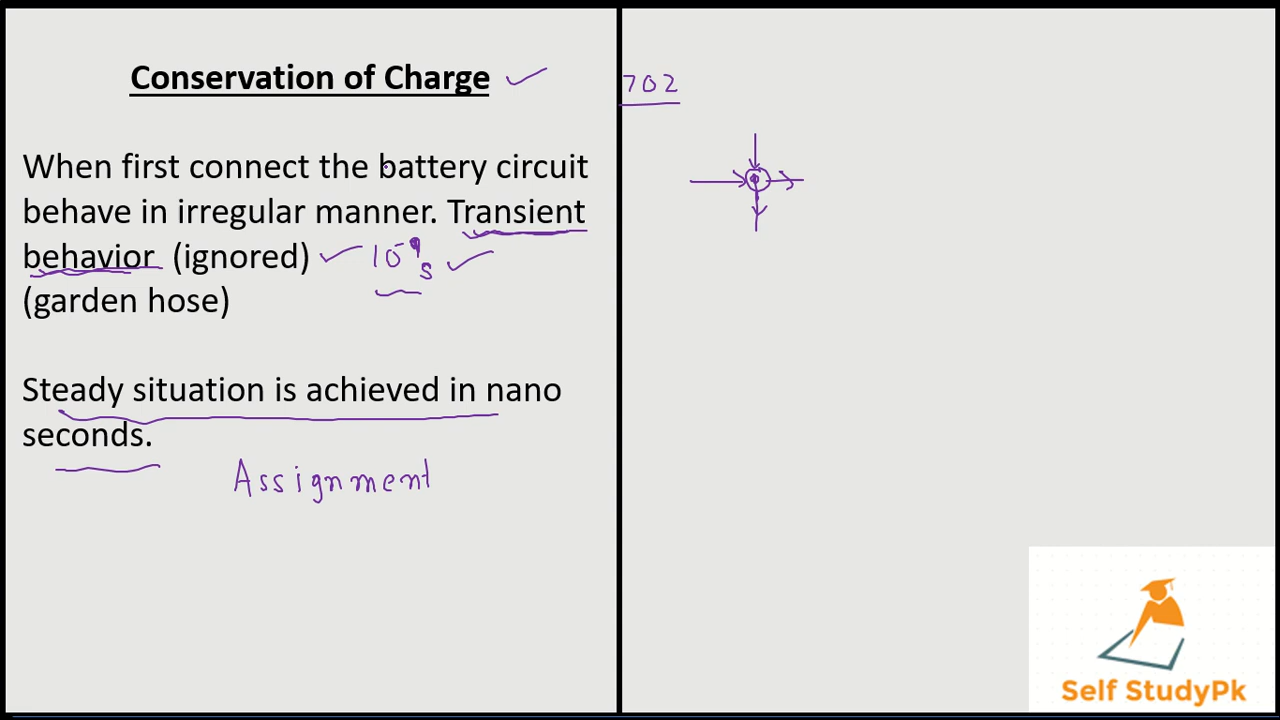 Conservation of Charge
When first connect the battery circuit
behave in irregular manner. Transient
behavior (ignored) 10⁻⁹ s
(garden hose)
Steady situation is achieved in nano
seconds.
Assignment
702
Self StudyPk